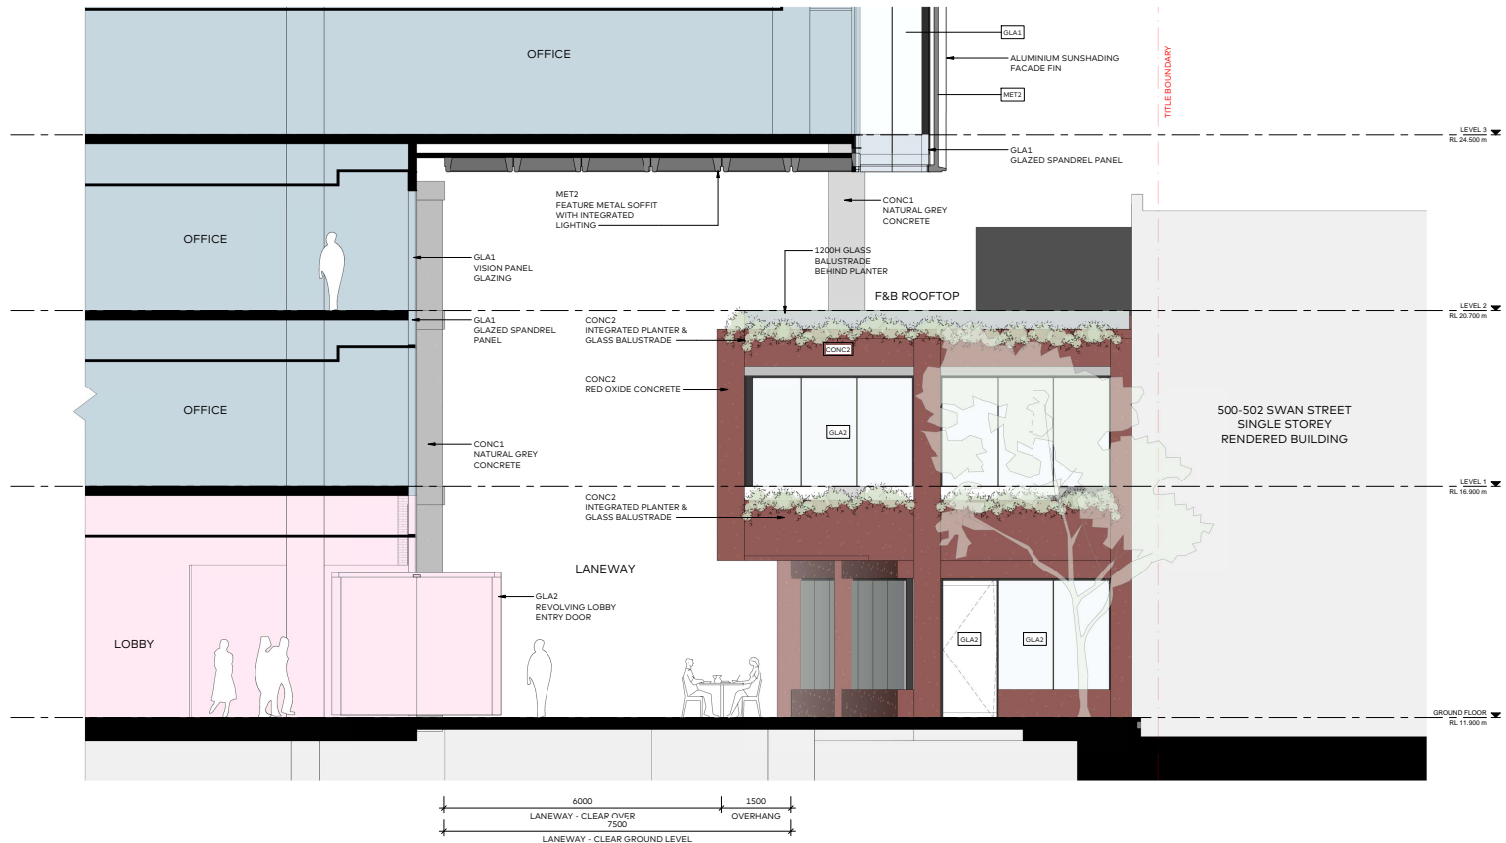 OFFICE
GLA1
ALUMINIUM SUNSHADING
FACADE FIN
MET2
TITLE BOUNDARY
LEVEL 3
RL 24.500 m
GLA1
GLAZED SPANDREL PANEL
MET2
FEATURE METAL SOFFIT
WITH INTEGRATED
LIGHTING
CONC1
NATURAL GREY
CONCRETE
OFFICE
GLA1
VISION PANEL
GLAZING
1200H GLASS
BALUSTRADE
BEHIND PLANTER
F&B ROOFTOP
LEVEL 2
RL 20.700 m
GLA1
GLAZED SPANDREL
PANEL
CONC2
INTEGRATED PLANTER &
GLASS BALUSTRADE
CONC2
CONC2
RED OXIDE CONCRETE
OFFICE
GLA2
500-502 SWAN STREET
SINGLE STOREY
RENDERED BUILDING
CONC1
NATURAL GREY
CONCRETE
LEVEL 1
RL 16.900 m
CONC2
INTEGRATED PLANTER &
GLASS BALUSTRADE
LANEWAY
GLA2
REVOLVING LOBBY
ENTRY DOOR
LOBBY
GLA2
GLA2
GROUND FLOOR
RL 11.900 m
6000
1500
LANEWAY - CLEAR OVER
OVERHANG
7500
LANEWAY - CLEAR GROUND LEVEL